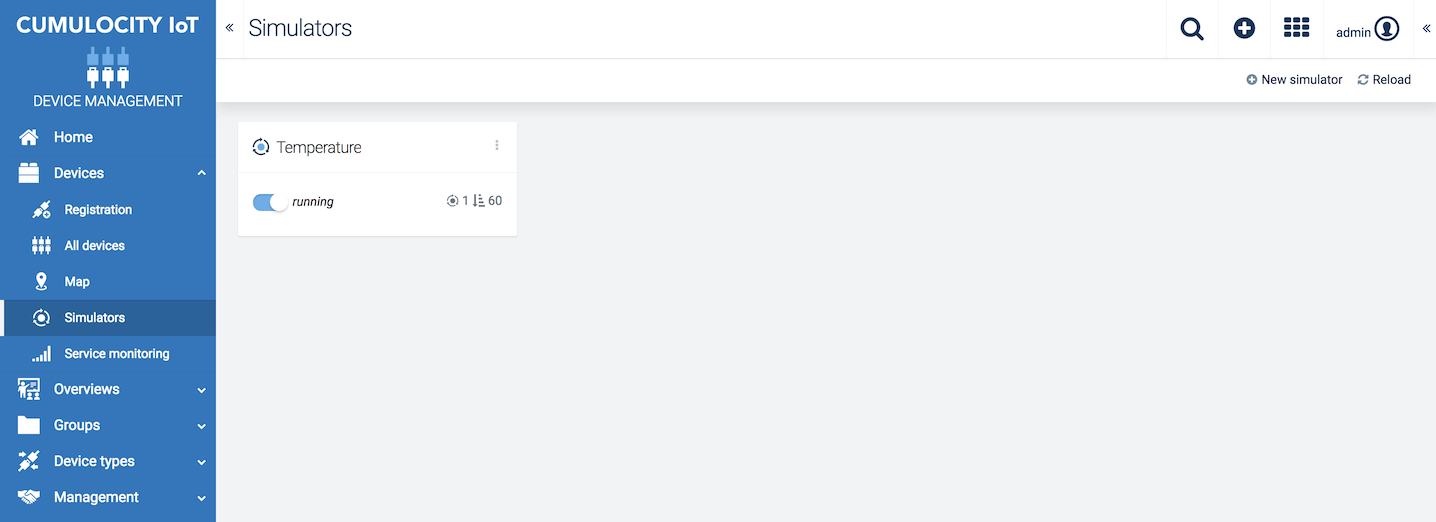 CUMULOCITY IoT
DEVICE MANAGEMENT
Home
Devices
Registration
All devices
Map
Simulators
Service monitoring
Overviews
Groups
Device types
Management
« Simulators
admin «
New simulator Reload
Temperature
running 1 60